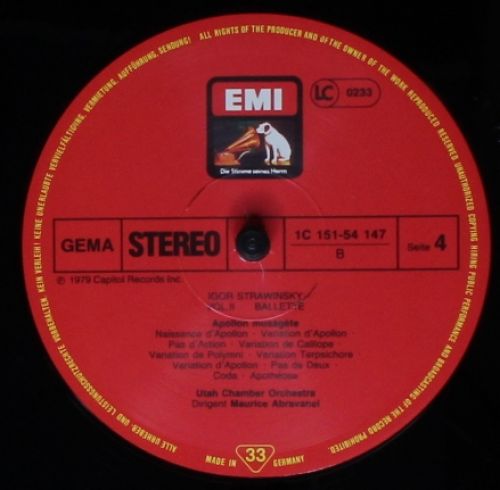 ALLE URHEBER- UND LEISTUNGSSCHUTZRECHTE VORBEHALTEN. KEIN VERLEIH! KEINE UNERLAUBTE VERVIELFÄLTIGUNG, VERMIETUNG, AUFFÜHRUNG, SENDUNG! ALL RIGHTS OF THE PRODUCER AND OF THE OWNER OF THE WORK REPRODUCED RESERVED UNAUTHORIZED COPYING HIRING PUBLIC PERFORMANCE AND BROADCASTING OF THE RECORD PROHIBITED
EMI
LC 0233
Die Stimme seines Herrn
GEMA
STEREO
1C 151-54 147
B
Seite 4
℗ 1979 Capitol Records Inc.
IGOR STRAWINSKY
VOL.II BALLETTE
Apollon musagète
Naissance d'Apollon · Variation d'Apollon ·
Pas d'Action · Variation de Calliope
Variation de Polymni · Variation Terpsichore
Variation d'Apollon · Pas de Deux ·
Coda · Apothéose
Utah Chamber Orchestra
Dirigent Maurice Abravanel
MADE IN 33 GERMANY